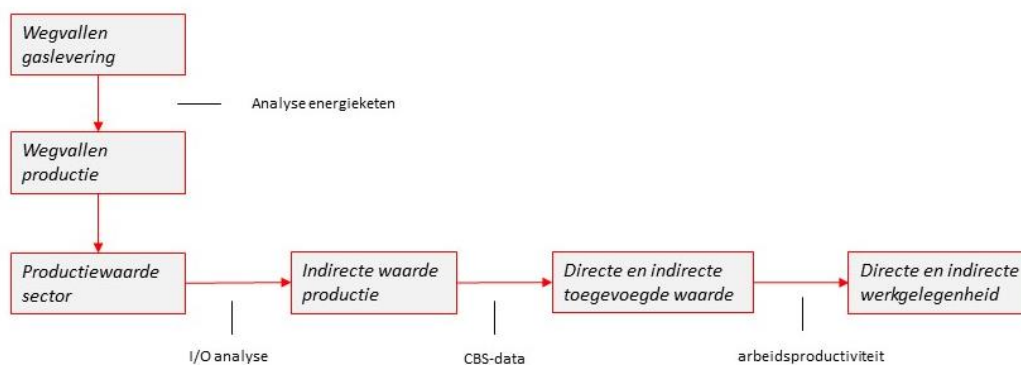 Wegvallen
gaslevering
Analyse energieketen
Wegvallen
productie
Productiewaarde
sector
Indirecte waarde
productie
Directe en indirecte
toegevoegde waarde
Directe en indirecte
werkgelegenheid
I/O analyse
CBS-data
arbeidsproductiviteit